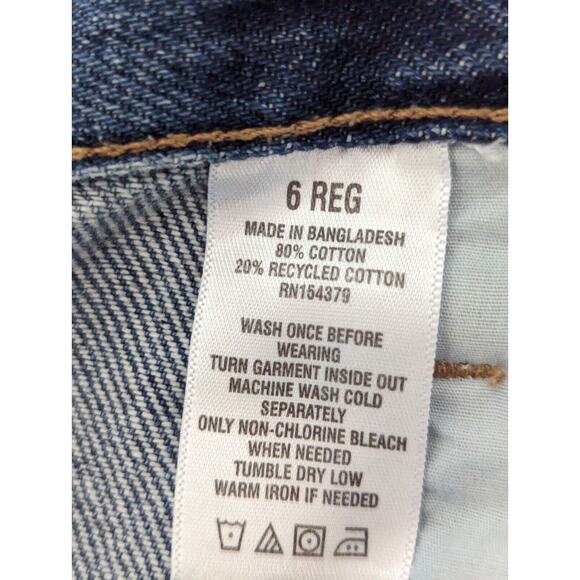 6 REG
MADE IN BANGLADESH
80% COTTON
20% RECYCLED COTTON
RN154379
WASH ONCE BEFORE
WEARING
TURN GARMENT INSIDE OUT
MACHINE WASH COLD
SEPARATELY
ONLY NON-CHLORINE BLEACH
WHEN NEEDED
TUMBLE DRY LOW
WARM IRON IF NEEDED